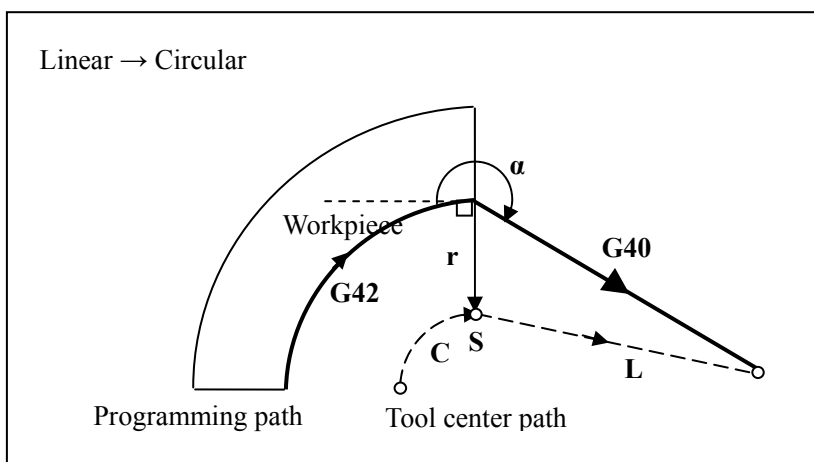 Linear → Circular
α
Workpiece
G40
r
G42
C
S
L
Programming path
Tool center path